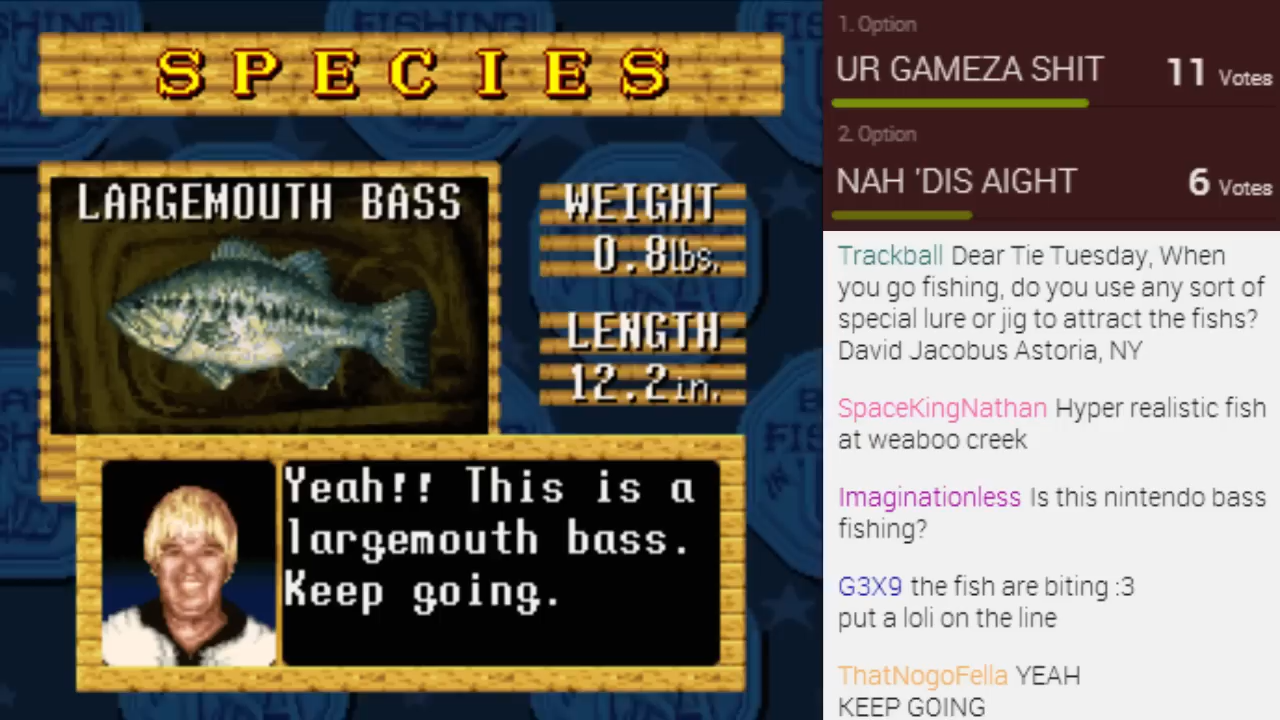 SPECIES
LARGEMOUTH BASS
WEIGHT
0.8lbs.
LENGTH
12.2in.
Yeah!! This is a
largemouth bass.
Keep going.
1. Option
UR GAMEZA SHIT 11 Votes
2. Option
NAH 'DIS AIGHT 6 Votes
Trackball Dear Tie Tuesday, When
you go fishing, do you use any sort of
special lure or jig to attract the fishs?
David Jacobus Astoria, NY
SpaceKingNathan Hyper realistic fish
at weaboo creek
Imaginationless Is this nintendo bass
fishing?
G3X9 the fish are biting :3
put a loli on the line
ThatNogoFella YEAH
KEEP GOING